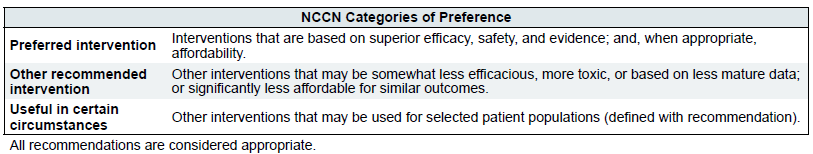 NCCN Categories of Preference
Preferred intervention
Interventions that are based on superior efficacy, safety, and evidence; and, when appropriate,
affordability.
Other recommended
intervention
Other interventions that may be somewhat less efficacious, more toxic, or based on less mature data;
or significantly less affordable for similar outcomes.
Useful in certain
circumstances
Other interventions that may be used for selected patient populations (defined with recommendation).
All recommendations are considered appropriate.